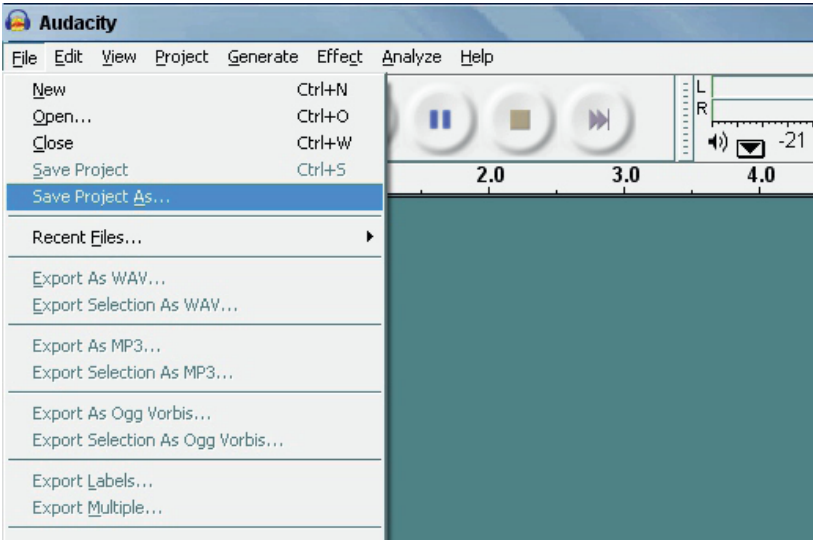 Audacity
File Edit View Project Generate Effect Analyze Help
New Ctrl+N
Open... Ctrl+O
Close Ctrl+W
Save Project Ctrl+S
Save Project As...
Recent Files...
Export As WAV...
Export Selection As WAV...
Export As MP3...
Export Selection As MP3...
Export As Ogg Vorbis...
Export Selection As Ogg Vorbis...
Export Labels...
Export Multiple...
L
R
-21
2.0 3.0 4.0